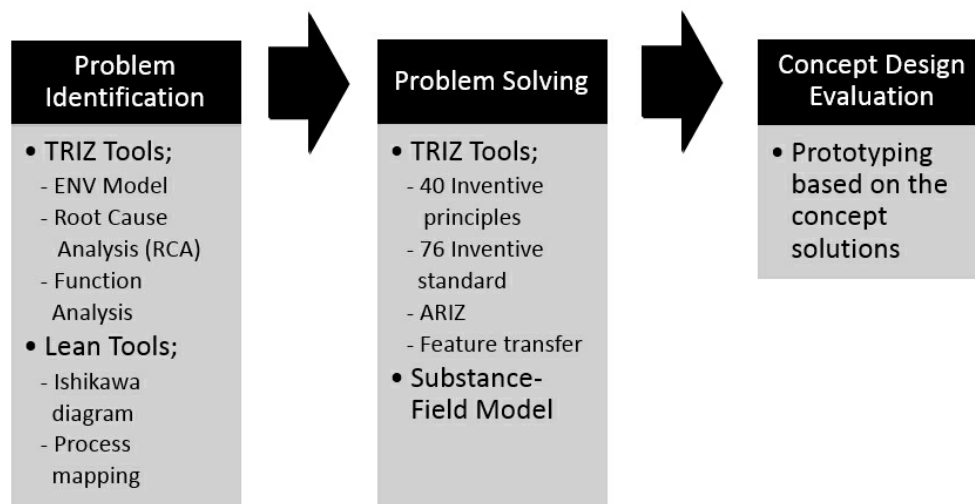 Problem
Identification
• TRIZ Tools;
- ENV Model
- Root Cause
Analysis (RCA)
- Function
Analysis
• Lean Tools;
- Ishikawa
diagram
- Process
mapping
Problem Solving
• TRIZ Tools;
- 40 Inventive
principles
- 76 Inventive
standard
- ARIZ
- Feature transfer
• Substance-
Field Model
Concept Design
Evaluation
• Prototyping
based on the
concept
solutions